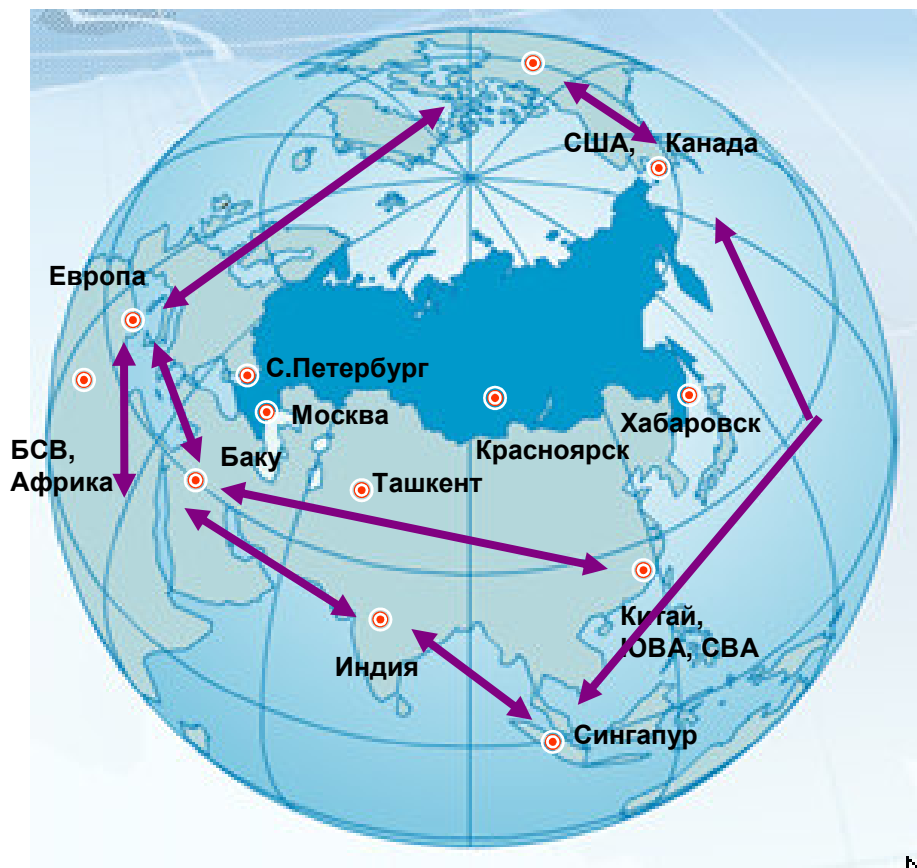 США, Канада
Европа
С.Петербург
Москва
Хабаровск
Красноярск
БСВ,
Африка
Баку
Ташкент
Китай,
ЮВА, СВА
Индия
Сингапур